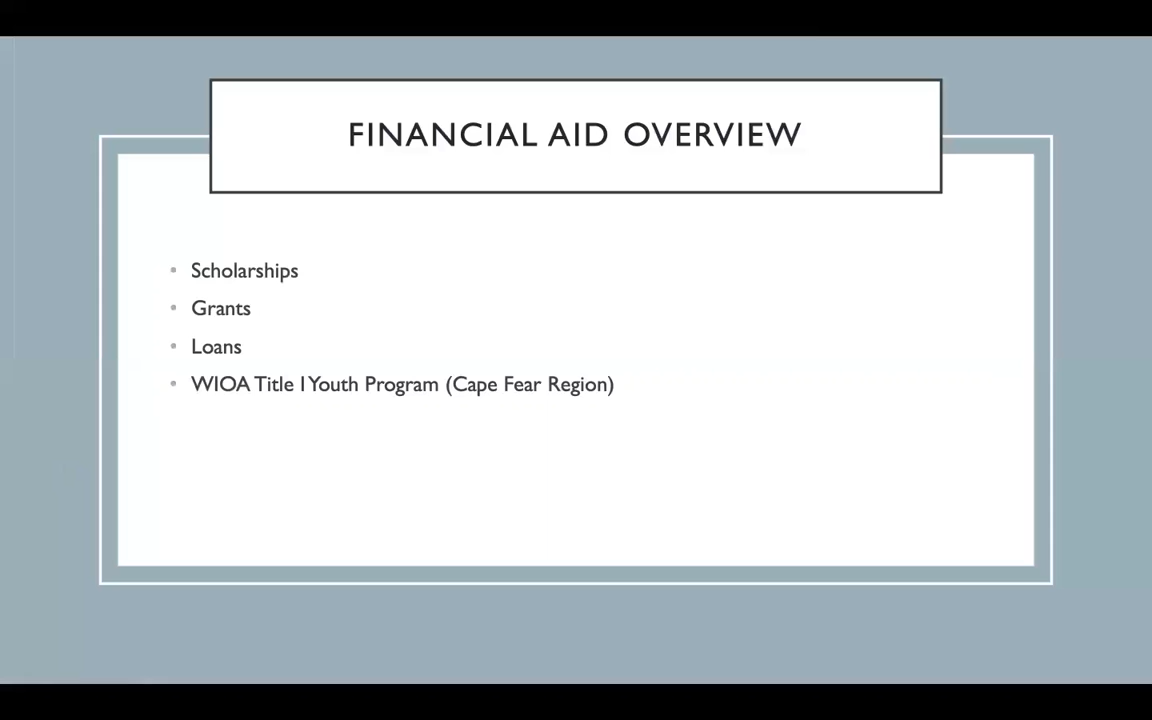 FINANCIAL AID OVERVIEW
• Scholarships
• Grants
• Loans
• WIOA Title I Youth Program (Cape Fear Region)